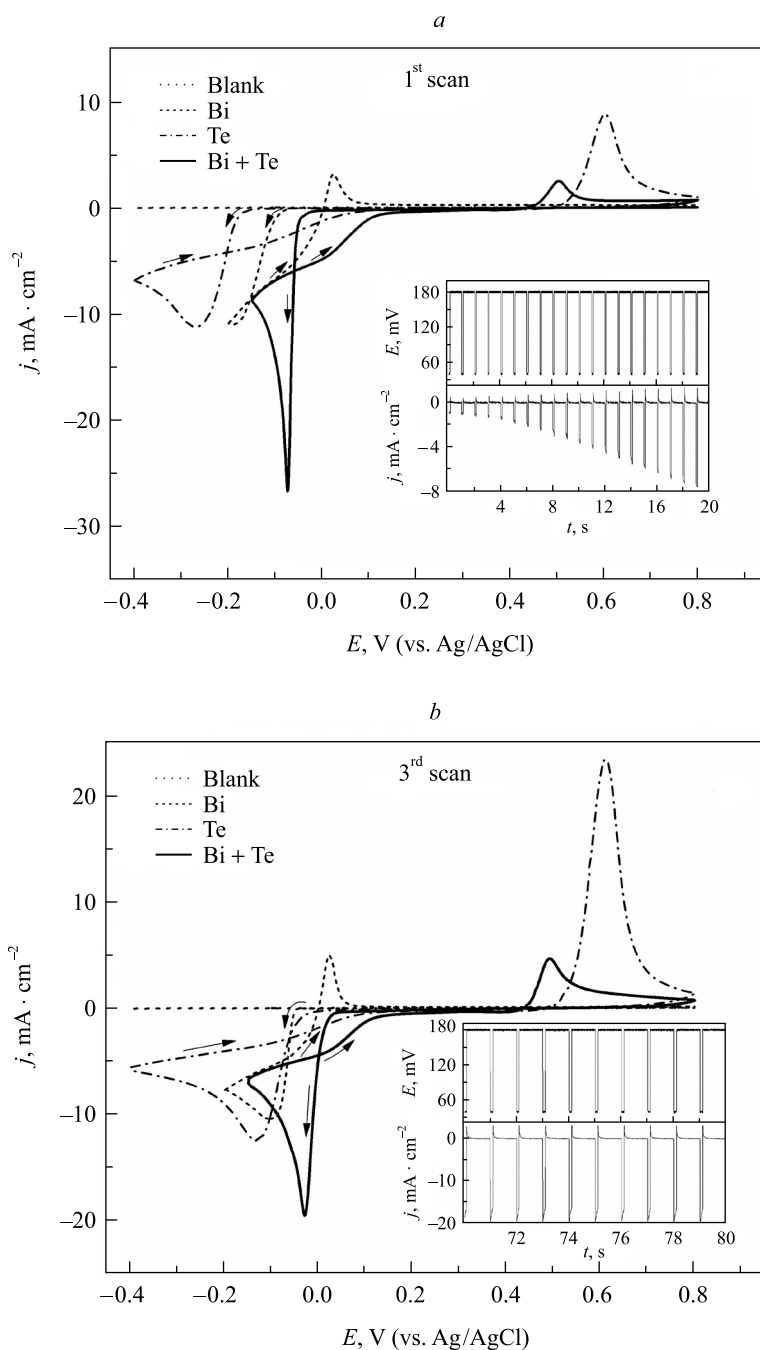 a
1st scan
Blank
Bi
Te
Bi + Te
10
0
−10
−20
−30
j, mA · cm−2
−0.4 −0.2 0.0 0.2 0.4 0.6 0.8
E, V (vs. Ag/AgCl)
180
120
60
E, mV
0
−4
−8
j, mA · cm−2
4 8 12 16 20
t, s
b
3rd scan
Blank
Bi
Te
Bi + Te
20
10
0
−10
−20
j, mA · cm−2
−0.4 −0.2 0.0 0.2 0.4 0.6 0.8
E, V (vs. Ag/AgCl)
180
120
60
E, mV
0
−10
−20
j, mA · cm−2
72 74 76 78 80
t, s